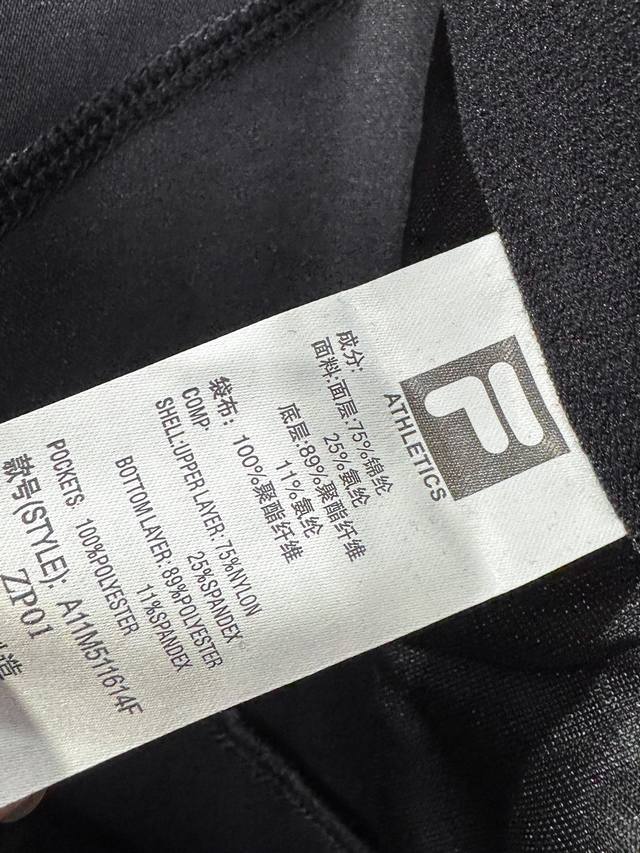 F
ATHLETICS
成分:
面料:面层:75%锦纶
25%氨纶
底层:89%聚酯纤维
11%氨纶
袋布: 100%聚酯纤维
COMP:
SHELL:UPPER LAYER: 75%NYLON
25%SPANDEX
BOTTOM LAYER: 89%POLYESTER
11%SPANDEX
POCKETS: 100%POLYESTER
款号(STYLE): A11M511614F
ZP01